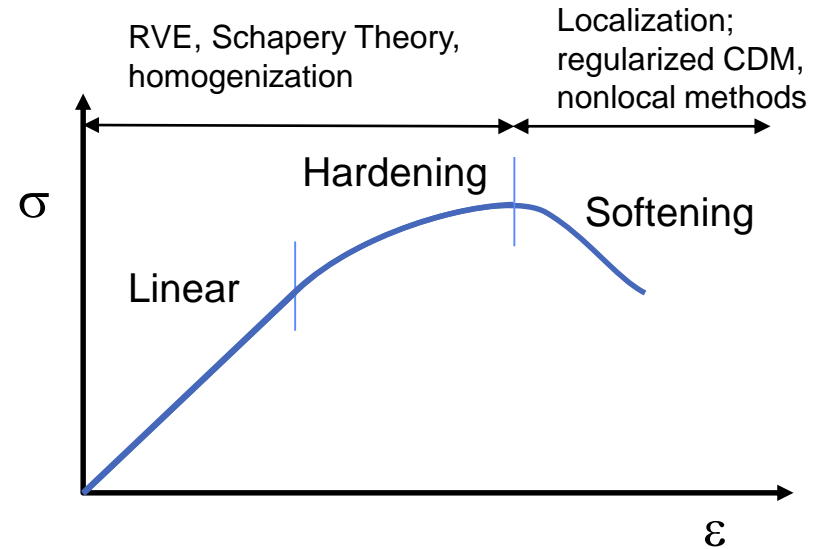 RVE, Schapery Theory,
homogenization
Localization;
regularized CDM,
nonlocal methods
Hardening
σ
Softening
Linear
ε